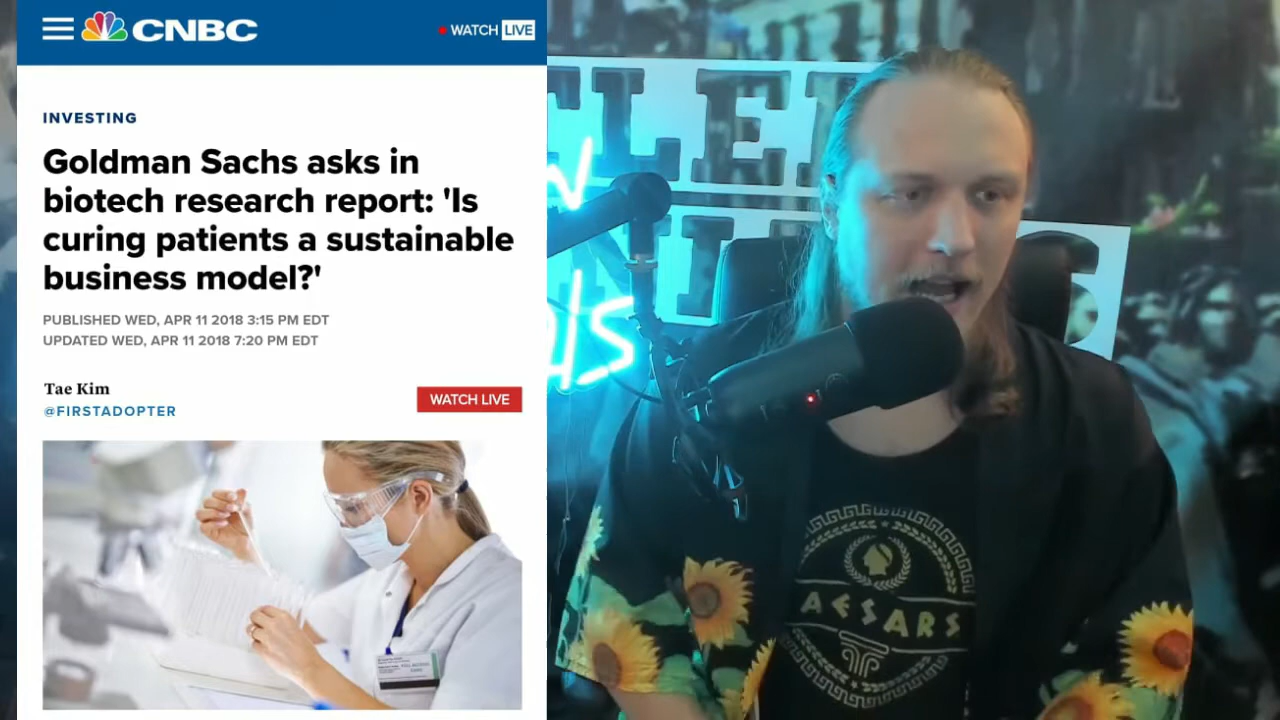 CNBC
WATCH LIVE
INVESTING
Goldman Sachs asks in
biotech research report: 'Is
curing patients a sustainable
business model?'
PUBLISHED WED, APR 11 2018 3:15 PM EDT
UPDATED WED, APR 11 2018 7:20 PM EDT
Tae Kim
@FIRSTADOPTER
WATCH LIVE
AESARS